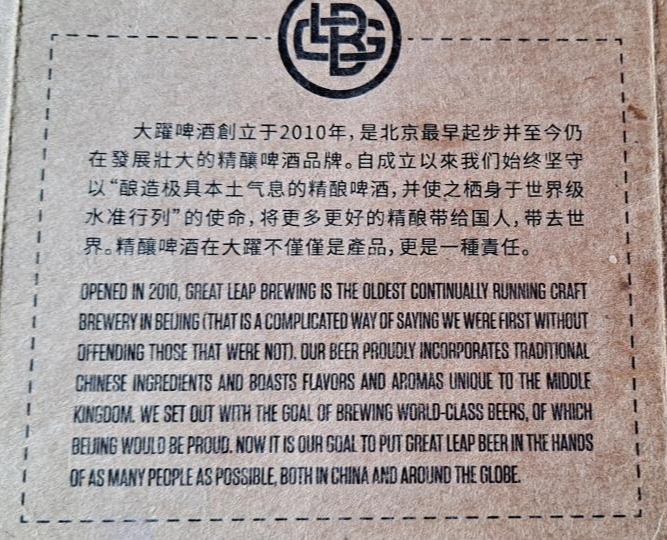 GLBG
大躍啤酒創立于2010年，是北京最早起步并至今仍
在發展壯大的精釀啤酒品牌。自成立以來我们始终坚守
以“酿造极具本土气息的精酿啤酒，并使之栖身于世界级
水准行列”的使命，将更多更好的精酿带给国人，带去世
界。精釀啤酒在大躍不僅僅是產品，更是一種責任。
OPENED IN 2010, GREAT LEAP BREWING IS THE OLDEST CONTINUALLY RUNNING CRAFT
BREWERY IN BEIJING (THAT IS A COMPLICATED WAY OF SAYING WE WERE FIRST WITHOUT
OFFENDING THOSE THAT WERE NOT). OUR BEER PROUDLY INCORPORATES TRADITIONAL
CHINESE INGREDIENTS AND BOASTS FLAVORS AND AROMAS UNIQUE TO THE MIDDLE
KINGDOM. WE SET OUT WITH THE GOAL OF BREWING WORLD-CLASS BEERS, OF WHICH
BEIJING WOULD BE PROUD. NOW IT IS OUR GOAL TO PUT GREAT LEAP BEER IN THE HANDS
OF AS MANY PEOPLE AS POSSIBLE, BOTH IN CHINA AND AROUND THE GLOBE.